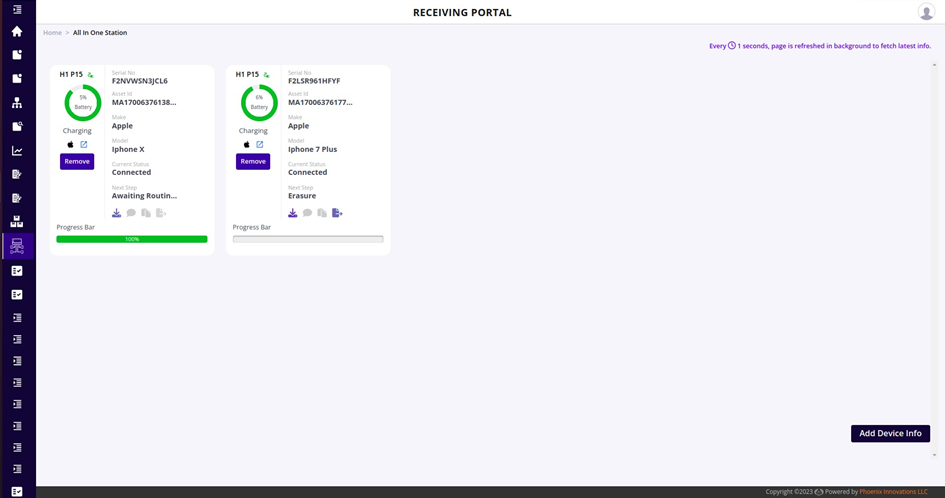 RECEIVING PORTAL
Home > All In One Station
Every 1 seconds, page is refreshed in background to fetch latest info.
H1 P15
5%
Battery
Charging
Remove
Serial No
F2NVWSN3JCL6
Asset Id
MA17006376138...
Make
Apple
Model
Iphone X
Current Status
Connected
Next Step
Awaiting Routin...
Progress Bar
100%
H1 P15
6%
Battery
Charging
Remove
Serial No
F2LSR961HFYF
Asset Id
MA17006376177...
Make
Apple
Model
Iphone 7 Plus
Current Status
Connected
Next Step
Erasure
Progress Bar
Add Device Info
Copyright ©2023 Powered by Phoenix Innovations LLC